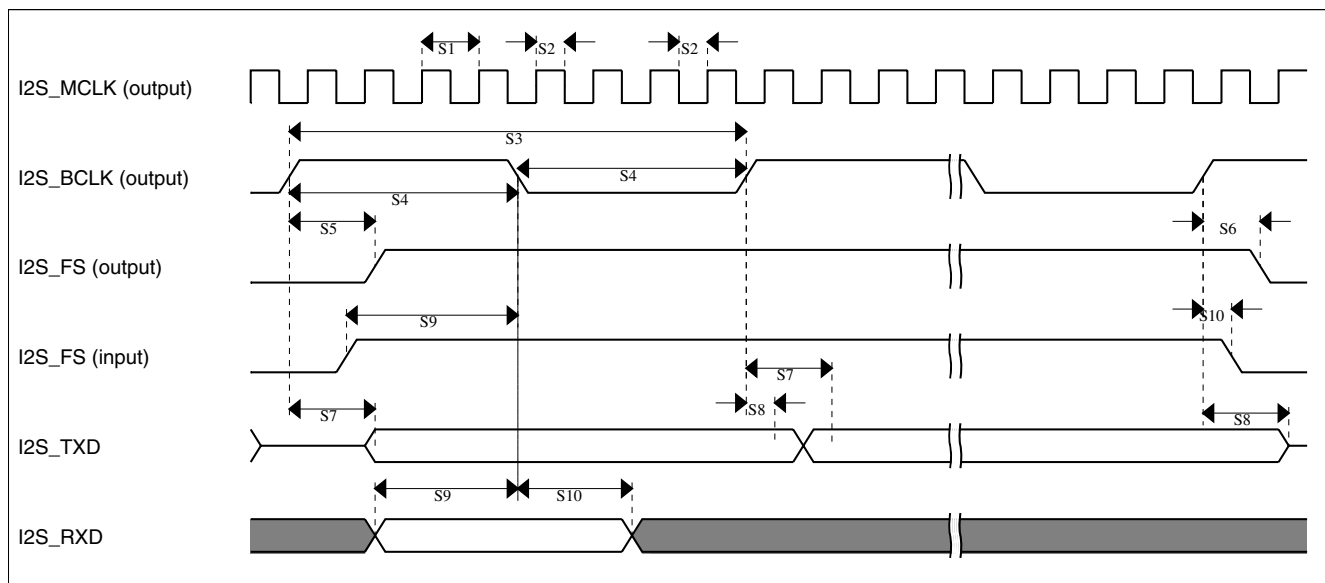 S1 S2 S2
I2S_MCLK (output)
S3
I2S_BCLK (output)
S4
S4
S5 S6
I2S_FS (output)
S9 S10
I2S_FS (input)
S7
S7 S8 S8
I2S_TXD
S9 S10
I2S_RXD